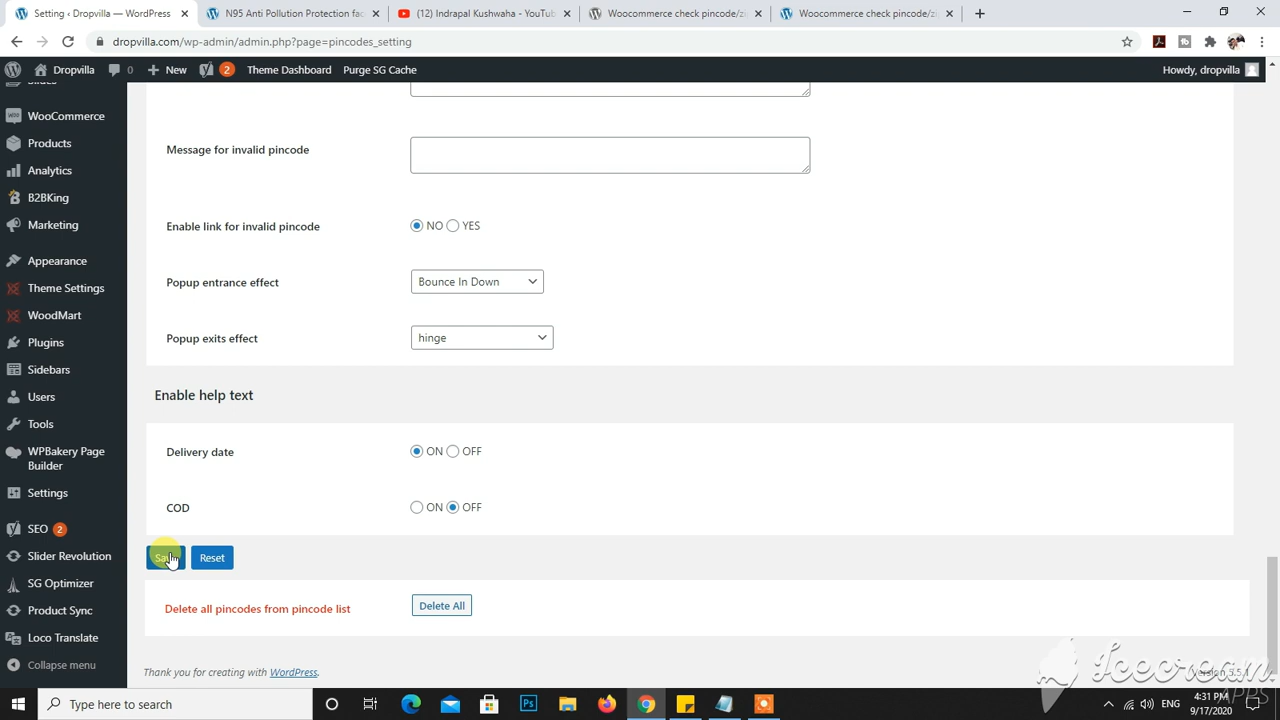 Setting ‹ Dropvilla — WordPress
N95 Anti Pollution Protection fac
(12) Indrapal Kushwaha - YouTube
Woocommerce check pincode/zi
Woocommerce check pincode/zi
dropvilla.com/wp-admin/admin.php?page=pincodes_setting
Dropvilla 0 New 2 Theme Dashboard Purge SG Cache Howdy, dropvilla
Slides
WooCommerce
Products
Analytics
B2BKing
Marketing
Appearance
Theme Settings
WoodMart
Plugins
Sidebars
Users
Tools
WPBakery Page
Builder
Settings
SEO 2
Slider Revolution
SG Optimizer
Product Sync
Loco Translate
Collapse menu
Message for invalid pincode
Enable link for invalid pincode NO YES
Popup entrance effect Bounce In Down
Popup exits effect hinge
Enable help text
Delivery date ON OFF
COD ON OFF
Save Reset
Delete all pincodes from pincode list Delete All
Thank you for creating with WordPress.
Icecream
APPS
Type here to search
ENG
4:31 PM
9/17/2020